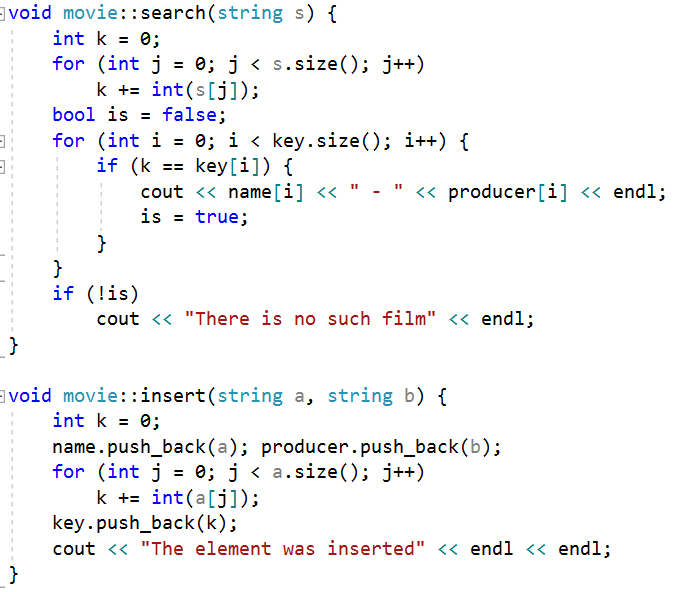 void movie::search(string s) {
    int k = 0;
    for (int j = 0; j < s.size(); j++)
        k += int(s[j]);
    bool is = false;
    for (int i = 0; i < key.size(); i++) {
        if (k == key[i]) {
            cout << name[i] << " - " << producer[i] << endl;
            is = true;
        }
    }
    if (!is)
        cout << "There is no such film" << endl;
}

void movie::insert(string a, string b) {
    int k = 0;
    name.push_back(a); producer.push_back(b);
    for (int j = 0; j < a.size(); j++)
        k += int(a[j]);
    key.push_back(k);
    cout << "The element was inserted" << endl << endl;
}